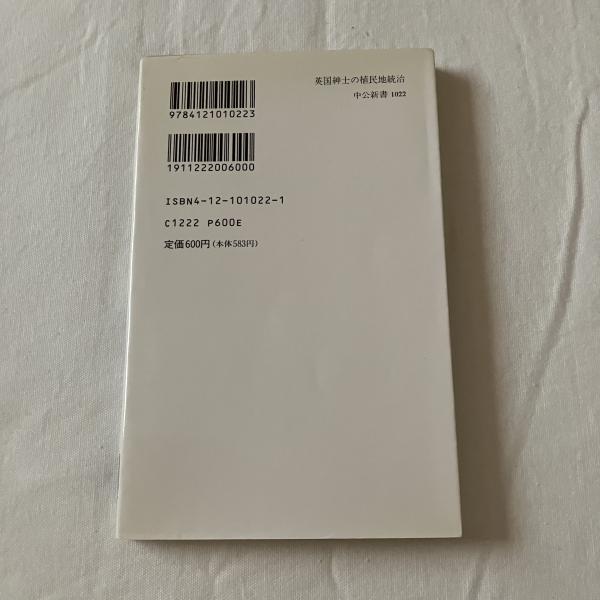 英国紳士の植民地統治
中公新書 1022
9784121010223
1911222006000
ISBN4-12-101022-1
C1222 P600E
定価600円(本体583円)